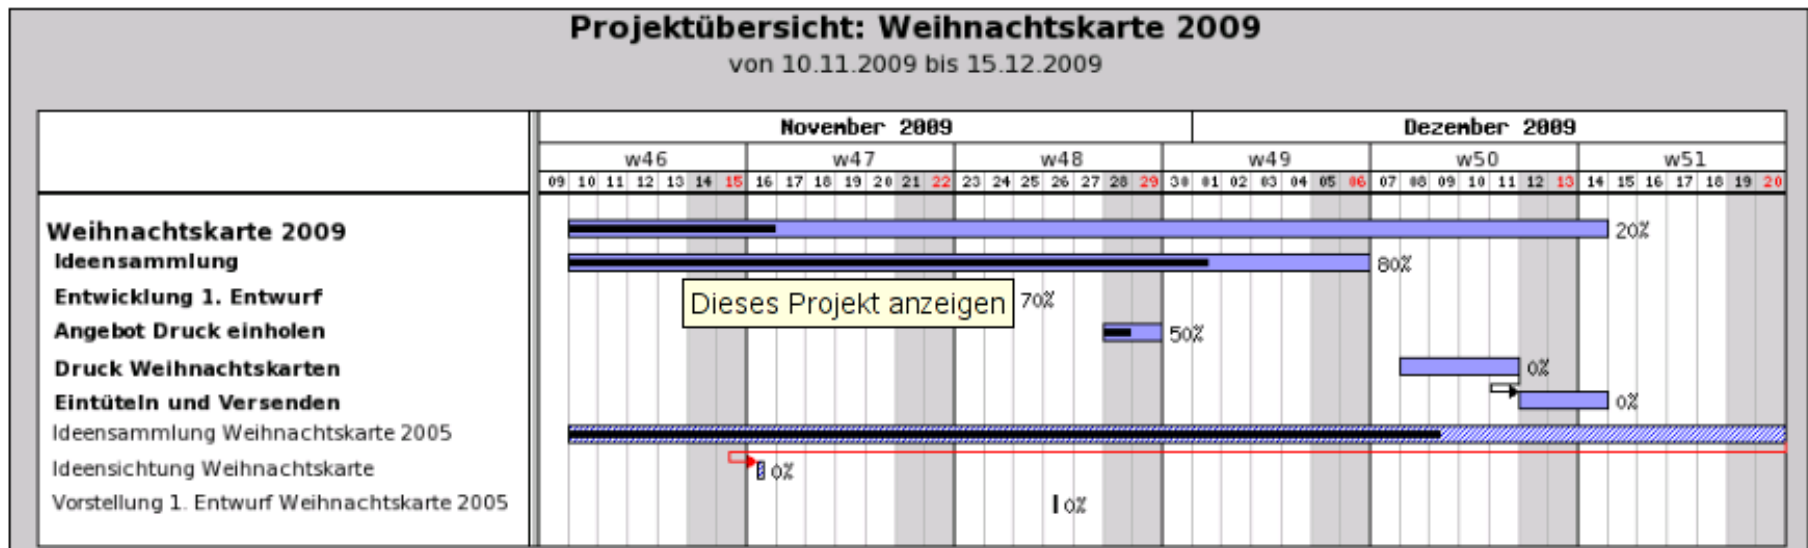 Projektübersicht: Weihnachtskarte 2009
von 10.11.2009 bis 15.12.2009
November 2009 Dezember 2009
w46 w47 w48 w49 w50 w51
09 10 11 12 13 14 15 16 17 18 19 20 21 22 23 24 25 26 27 28 29 30 01 02 03 04 05 06 07 08 09 10 11 12 13 14 15 16 17 18 19 20
Weihnachtskarte 2009 20%
Ideensammlung 80%
Entwicklung 1. Entwurf Dieses Projekt anzeigen 70%
Angebot Druck einholen 50%
Druck Weihnachtskarten 0%
Eintüteln und Versenden 0%
Ideensammlung Weihnachtskarte 2005
Ideensichtung Weihnachtskarte 0%
Vorstellung 1. Entwurf Weihnachtskarte 2005 0%